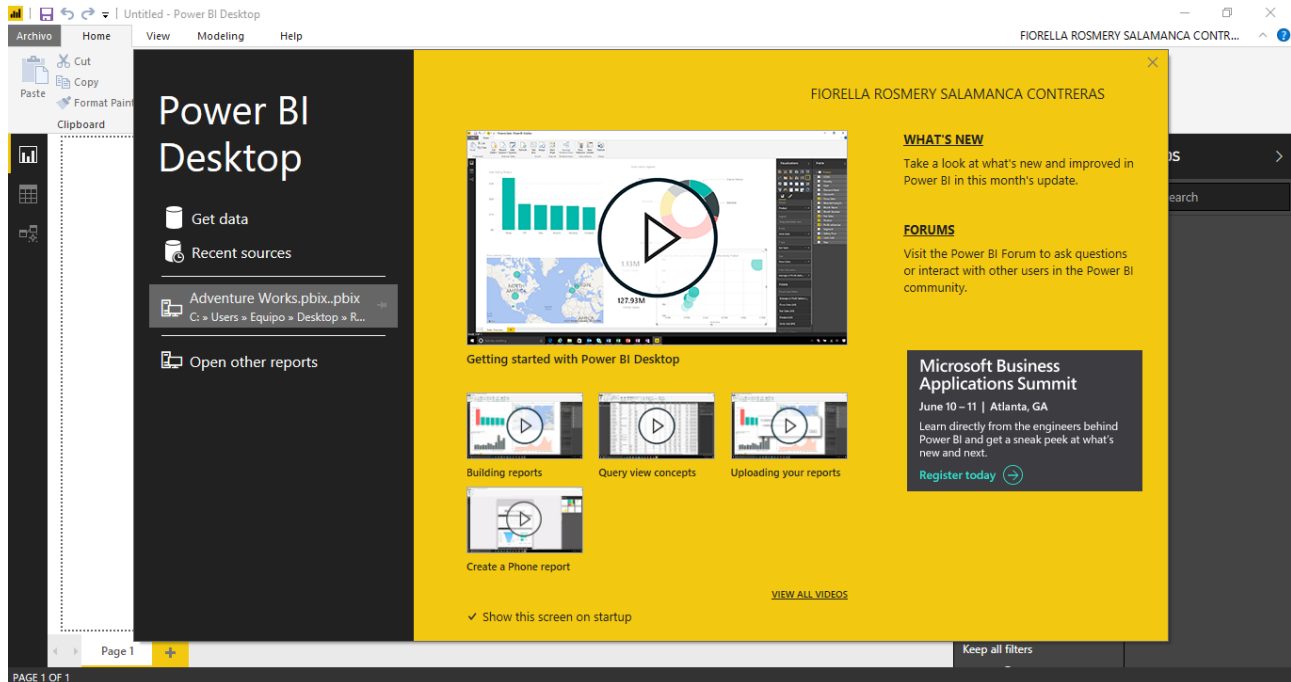 Untitled - Power BI Desktop
Archivo
Home
View
Modeling
Help
FIORELLA ROSMERY SALAMANCA CONTR...
Paste
Cut
Copy
Format Paint
Clipboard
Power BI
Desktop
Get data
Recent sources
Adventure Works.pbix..pbix
C: » Users » Equipo » Desktop » R...
Open other reports
FIORELLA ROSMERY SALAMANCA CONTRERAS
1.13M
127.93M
Getting started with Power BI Desktop
Building reports
Query view concepts
Uploading your reports
Create a Phone report
VIEW ALL VIDEOS
Show this screen on startup
WHAT'S NEW
Take a look at what's new and improved in
Power BI in this month's update.
FORUMS
Visit the Power BI Forum to ask questions
or interact with other users in the Power BI
community.
Microsoft Business
Applications Summit
June 10 – 11 | Atlanta, GA
Learn directly from the engineers behind
Power BI and get a sneak peek at what's
new and next.
Register today
earch
Keep all filters
Page 1
PAGE 1 OF 1